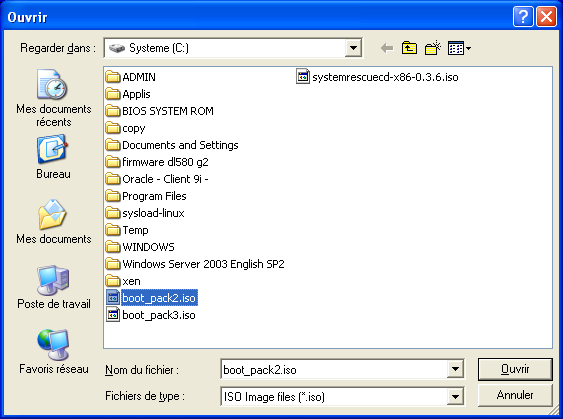 Ouvrir
Regarder dans :
Systeme (C:)
Mes documents
récents
Bureau
Mes documents
Poste de travail
Favoris réseau
ADMIN
Applis
BIOS SYSTEM ROM
copy
Documents and Settings
firmware dl580 g2
Oracle - Client 9i -
Program Files
sysload-linux
Temp
WINDOWS
Windows Server 2003 English SP2
xen
boot_pack2.iso
boot_pack3.iso
systemrescuecd-x86-0.3.6.iso
Nom du fichier :
boot_pack2.iso
Ouvrir
Fichiers de type :
ISO Image files (*.iso)
Annuler